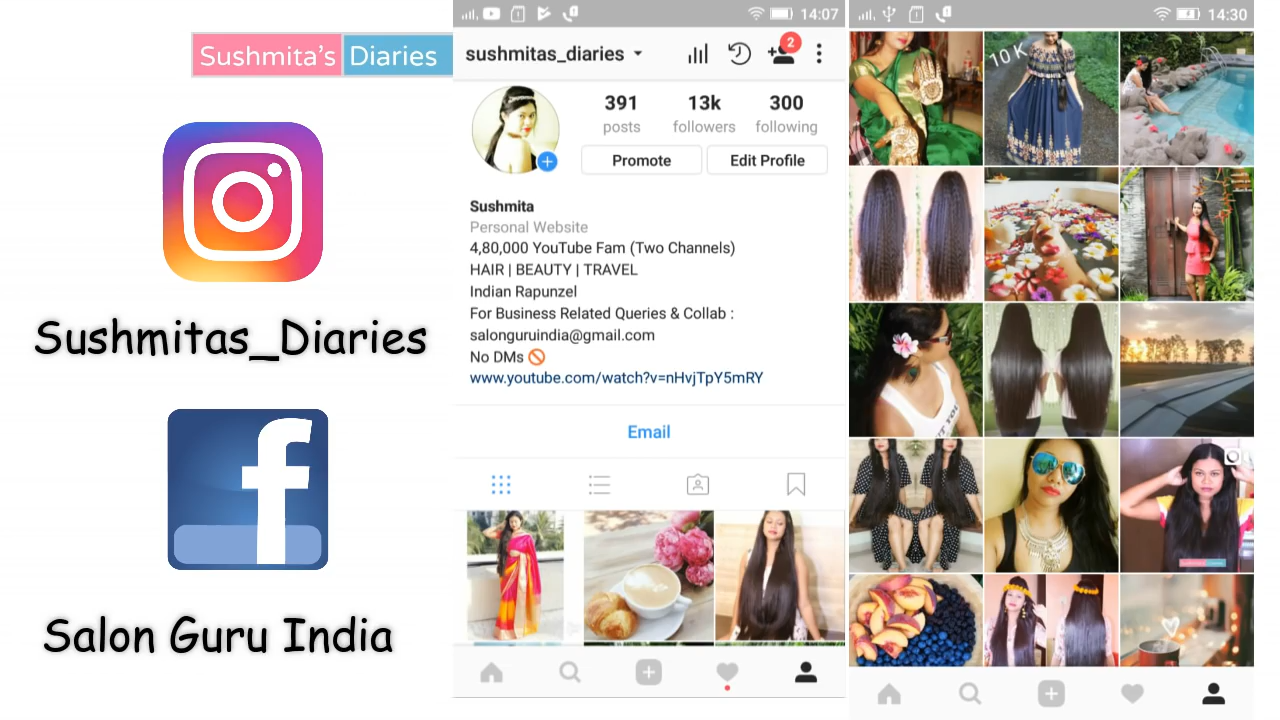 Sushmita's Diaries
Sushmitas_Diaries
Salon Guru India
14:07
sushmitas_diaries
2
391
posts
13k
followers
300
following
Promote
Edit Profile
Sushmita
Personal Website
4,80,000 YouTube Fam (Two Channels)
HAIR | BEAUTY | TRAVEL
Indian Rapunzel
For Business Related Queries & Collab :
salonguruindia@gmail.com
No DMs
www.youtube.com/watch?v=nHvjTpY5mRY
Email
14:30
10 K